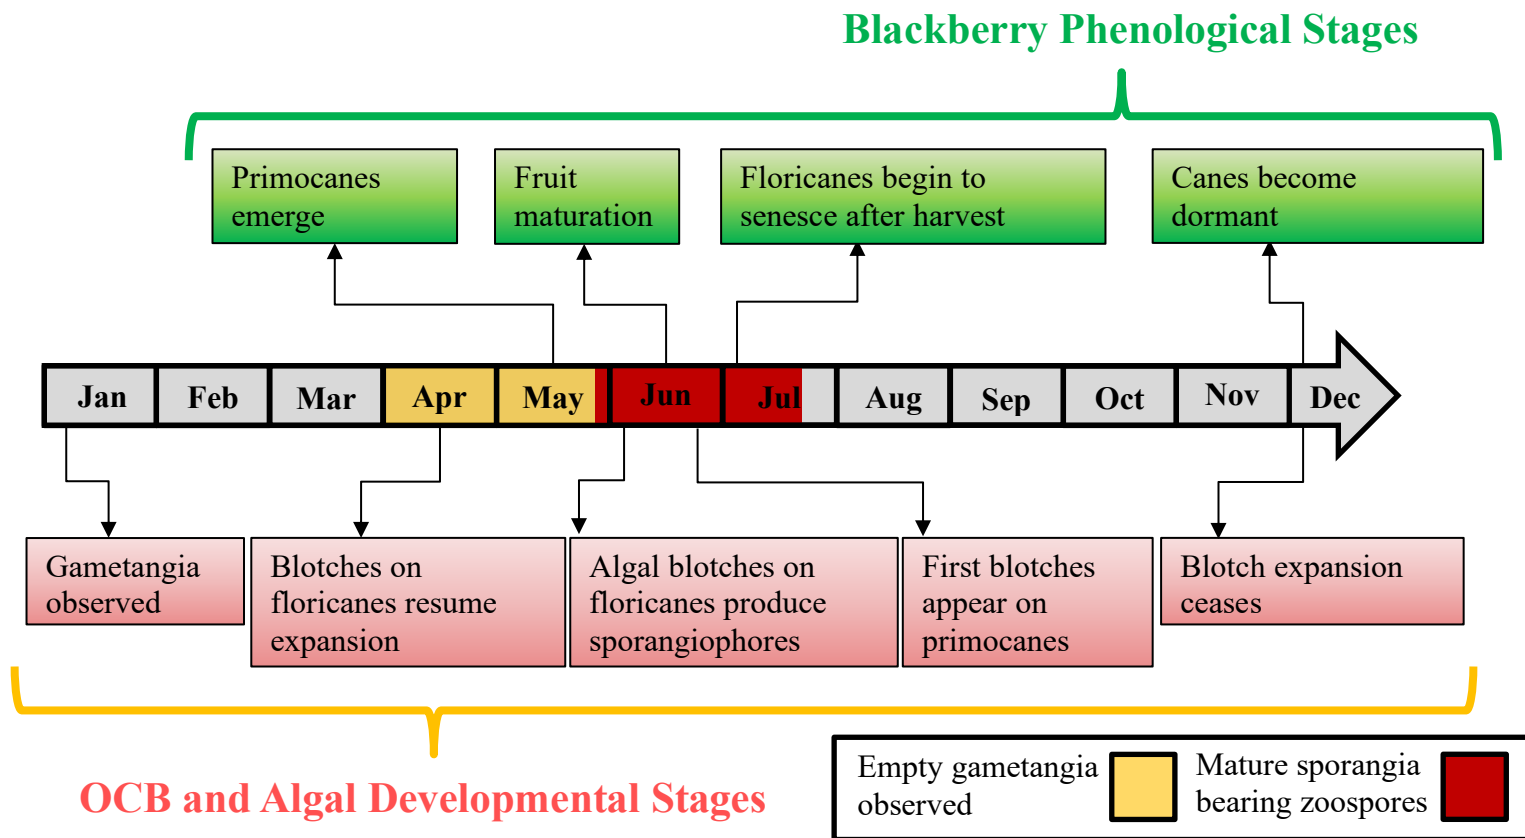 Blackberry Phenological Stages
Primocanes
emerge
Fruit
maturation
Floricanes begin to
senesce after harvest
Canes become
dormant
Jan
Feb
Mar
Apr
May
Jun
Jul
Aug
Sep
Oct
Nov
Dec
Gametangia
observed
Blotches on
floricanes resume
expansion
Algal blotches on
floricanes produce
sporangiophores
First blotches
appear on
primocanes
Blotch expansion
ceases
OCB and Algal Developmental Stages
Empty gametangia
observed
Mature sporangia
bearing zoospores